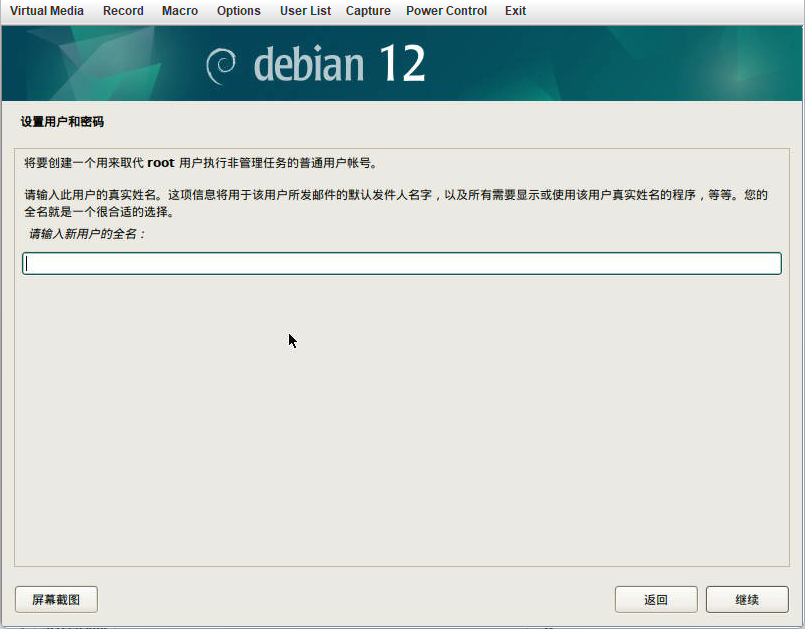 Virtual Media Record Macro Options User List Capture Power Control Exit
debian 12
设置用户和密码
将要创建一个用来取代 root 用户执行非管理任务的普通用户帐号。
请输入此用户的真实姓名。这项信息将用于该用户所发邮件的默认发件人名字，以及所有需要显示或使用该用户真实姓名的程序，等等。您的
全名就是一个很合适的选择。
请输入新用户的全名：
屏幕截图 返回 继续